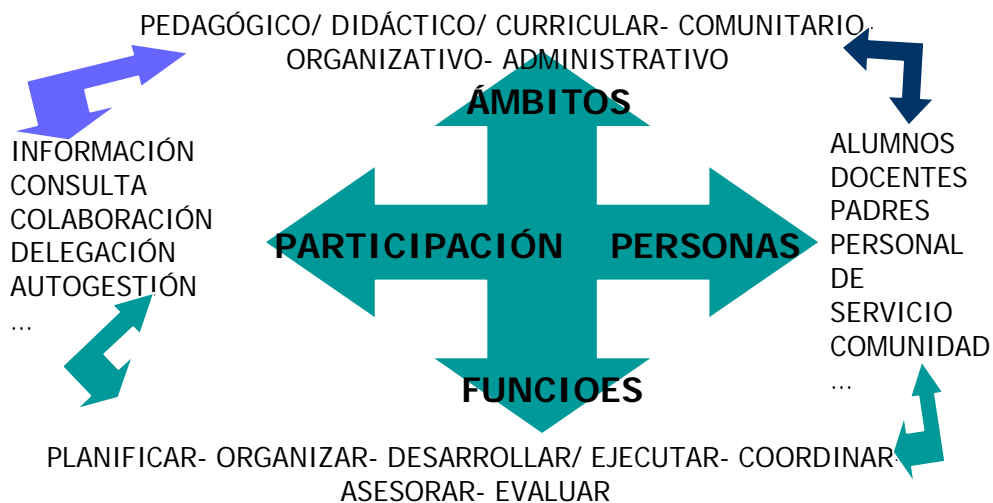 PEDAGÓGICO/ DIDÁCTICO/ CURRICULAR- COMUNITARIO-
ORGANIZATIVO- ADMINISTRATIVO
ÁMBITOS
INFORMACIÓN
CONSULTA
COLABORACIÓN
DELEGACIÓN
AUTOGESTIÓN
...
PARTICIPACIÓN PERSONAS
ALUMNOS
DOCENTES
PADRES
PERSONAL
DE
SERVICIO
COMUNIDAD
...
FUNCIOES
PLANIFICAR- ORGANIZAR- DESARROLLAR/ EJECUTAR- COORDINAR-
ASESORAR- EVALUAR